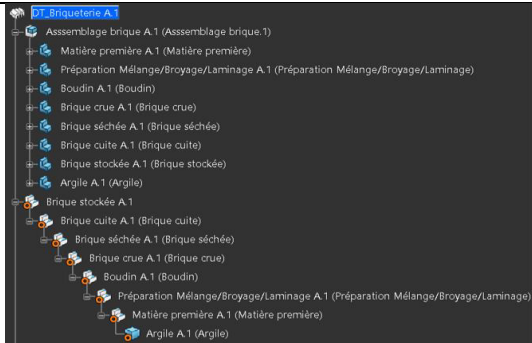 DT_Briqueterie A.1
Asssemblage brique A.1 (Asssemblage brique.1)
Matière première A.1 (Matière première)
Préparation Mélange/Broyage/Laminage A.1 (Préparation Mélange/Broyage/Laminage)
Boudin A.1 (Boudin)
Brique crue A.1 (Brique crue)
Brique séchée A.1 (Brique séchée)
Brique cuite A.1 (Brique cuite)
Brique stockée A.1 (Brique stockée)
Argile A.1 (Argile)
Brique stockée A.1
Brique cuite A.1 (Brique cuite)
Brique séchée A.1 (Brique séchée)
Brique crue A.1 (Brique crue)
Boudin A.1 (Boudin)
Préparation Mélange/Broyage/Laminage A.1 (Préparation Mélange/Broyage/Laminage)
Matière première A.1 (Matière première)
Argile A.1 (Argile)